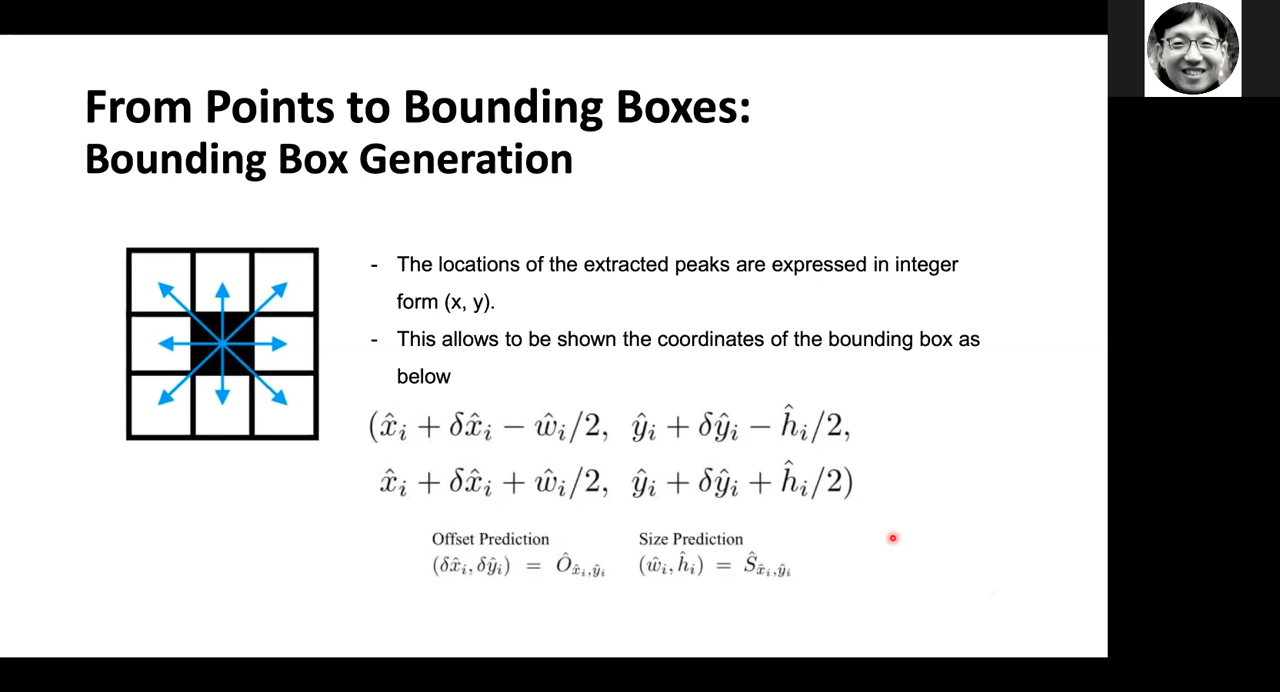 From Points to Bounding Boxes:
Bounding Box Generation
- The locations of the extracted peaks are expressed in integer
form (x, y).
- This allows to be shown the coordinates of the bounding box as
below
(x̂ᵢ + δx̂ᵢ − ŵᵢ/2, ŷᵢ + δŷᵢ − ĥᵢ/2,
x̂ᵢ + δx̂ᵢ + ŵᵢ/2, ŷᵢ + δŷᵢ + ĥᵢ/2)
Offset Prediction Size Prediction
(δx̂ᵢ, δŷᵢ) = Ô_{x̂ᵢ,ŷᵢ} (ŵᵢ, ĥᵢ) = Ŝ_{x̂ᵢ,ŷᵢ}